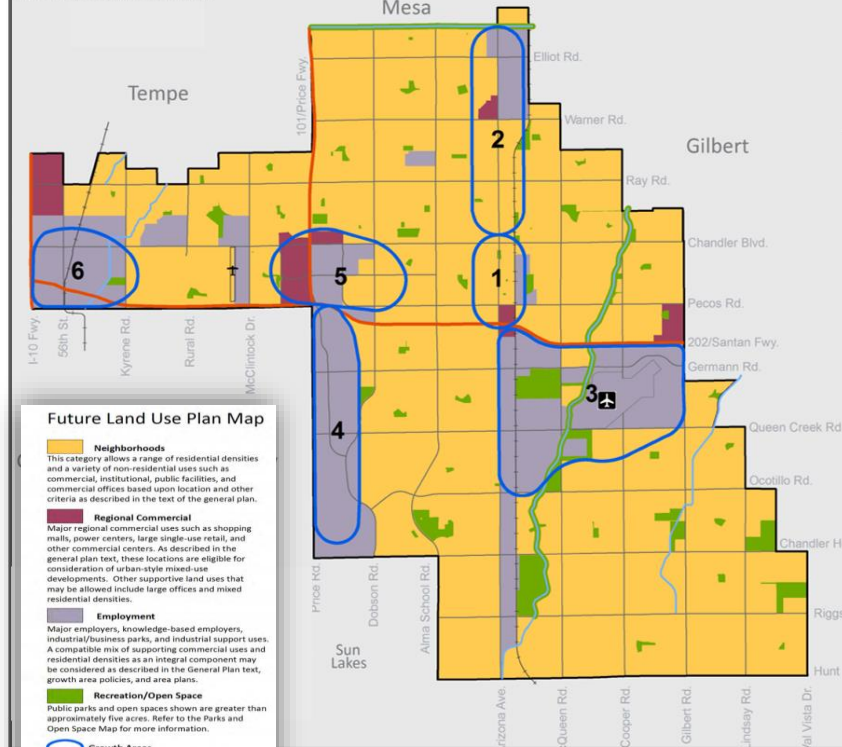 Mesa
Tempe
Gilbert
101/Price Fwy.
Elliot Rd.
Warner Rd.
Ray Rd.
Chandler Blvd.
Pecos Rd.
202/Santan Fwy.
Germann Rd.
Queen Creek Rd
Ocotillo Rd.
Chandler H
Riggs
Hunt
2
6
5
1
3
4
I-10 Fwy.
56th St.
Kyrene Rd.
Rural Rd.
McClintock Dr.
Price Rd.
Dobson Rd.
Alma School Rd.
Sun
Lakes
Arizona Ave.
cQueen Rd.
Cooper Rd.
Gilbert Rd.
Lindsay Rd.
Val Vista Dr.
Future Land Use Plan Map
Neighborhoods
This category allows a range of residential densities
and a variety of non-residential uses such as
commercial, institutional, public facilities, and
commercial offices based upon location and other
criteria as described in the text of the general plan.
Regional Commercial
Major regional commercial uses such as shopping
malls, power centers, large single-use retail, and
other commercial centers. As described in the
general plan text, these locations are eligible for
consideration of urban-style mixed-use
developments. Other supportive land uses that
may be allowed include large offices and mixed
residential densities.
Employment
Major employers, knowledge-based employers,
industrial/business parks, and industrial support uses.
A compatible mix of supporting commercial uses and
residential densities as an integral component may
be considered as described in the General Plan text,
growth area policies, and area plans.
Recreation/Open Space
Public parks and open spaces shown are greater than
approximately five acres. Refer to the Parks and
Open Space Map for more information.
Growth Areas